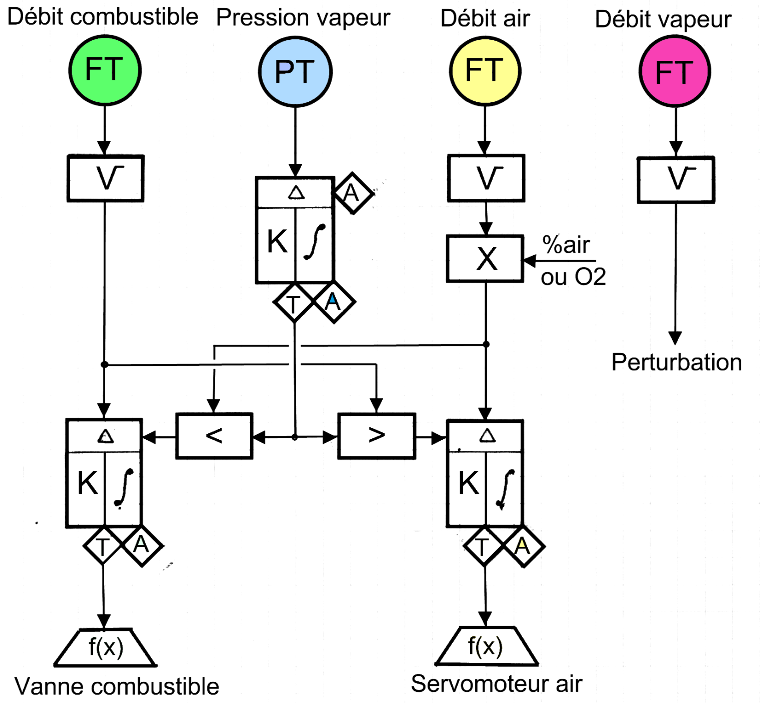 Débit combustible
Pression vapeur
Débit air
Débit vapeur
FT
PT
FT
FT
√
√
√
Δ
A
K ∫
T A
X
%air
ou O2
Perturbation
<
>
Δ
K ∫
T A
Δ
K ∫
T A
f(x)
f(x)
Vanne combustible
Servomoteur air